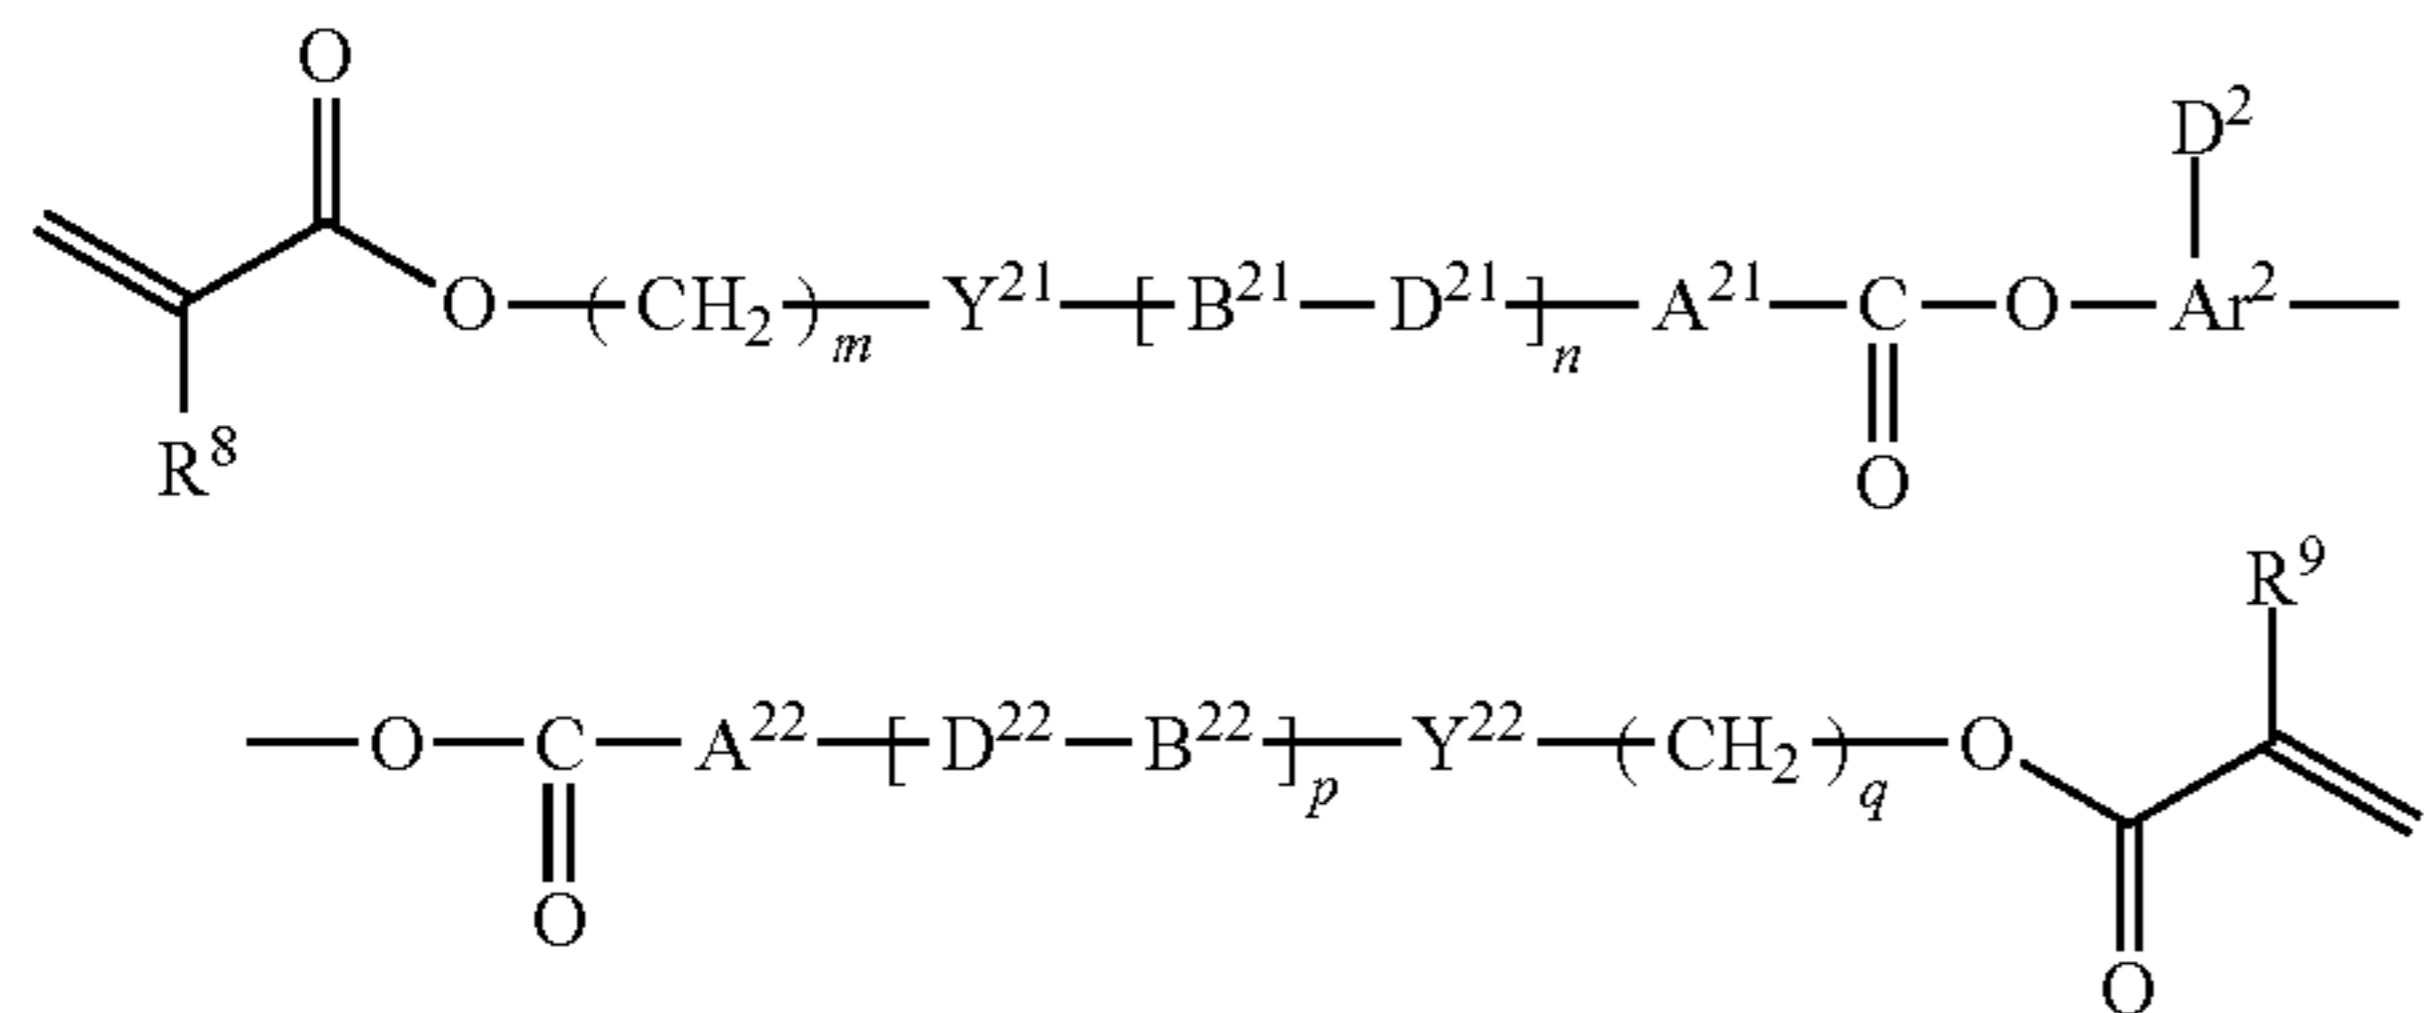 O
D²
O—(CH₂)ₘ—Y²¹—[B²¹—D²¹]ₙ—A²¹—C—O—Ar²—
R⁸
O
R⁹
—O—C—A²²—[D²²—B²²]ₚ—Y²²—(CH₂)q—O
O
O